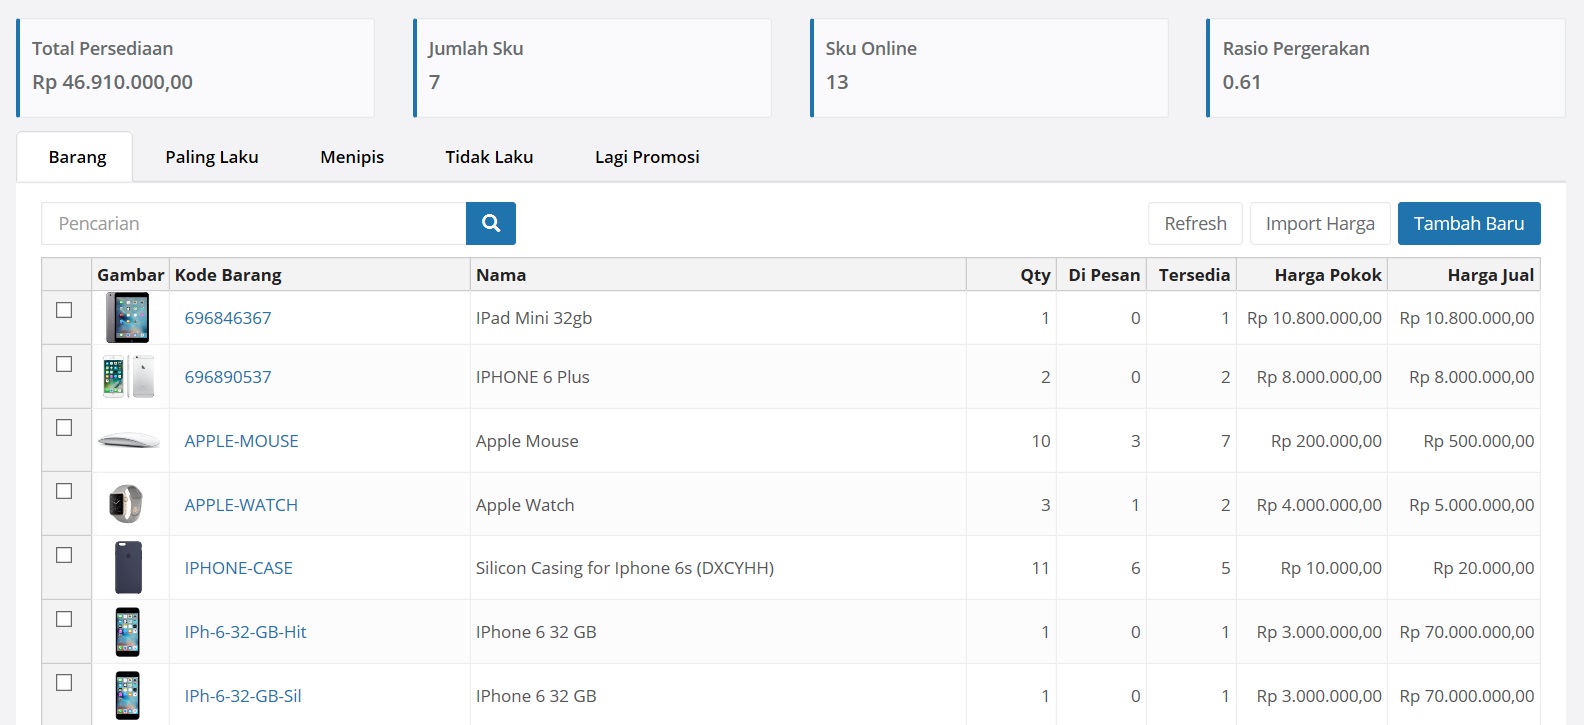 Total Persediaan
Rp 46.910.000,00
Jumlah Sku
7
Sku Online
13
Rasio Pergerakan
0.61
Barang Paling Laku Menipis Tidak Laku Lagi Promosi
Pencarian Refresh Import Harga Tambah Baru
Gambar Kode Barang Nama Qty Di Pesan Tersedia Harga Pokok Harga Jual
696846367 IPad Mini 32gb 1 0 1 Rp 10.800.000,00 Rp 10.800.000,00
696890537 IPHONE 6 Plus 2 0 2 Rp 8.000.000,00 Rp 8.000.000,00
APPLE-MOUSE Apple Mouse 10 3 7 Rp 200.000,00 Rp 500.000,00
APPLE-WATCH Apple Watch 3 1 2 Rp 4.000.000,00 Rp 5.000.000,00
IPHONE-CASE Silicon Casing for Iphone 6s (DXCYHH) 11 6 5 Rp 10.000,00 Rp 20.000,00
IPh-6-32-GB-Hit IPhone 6 32 GB 1 0 1 Rp 3.000.000,00 Rp 70.000.000,00
IPh-6-32-GB-Sil IPhone 6 32 GB 1 0 1 Rp 3.000.000,00 Rp 70.000.000,00